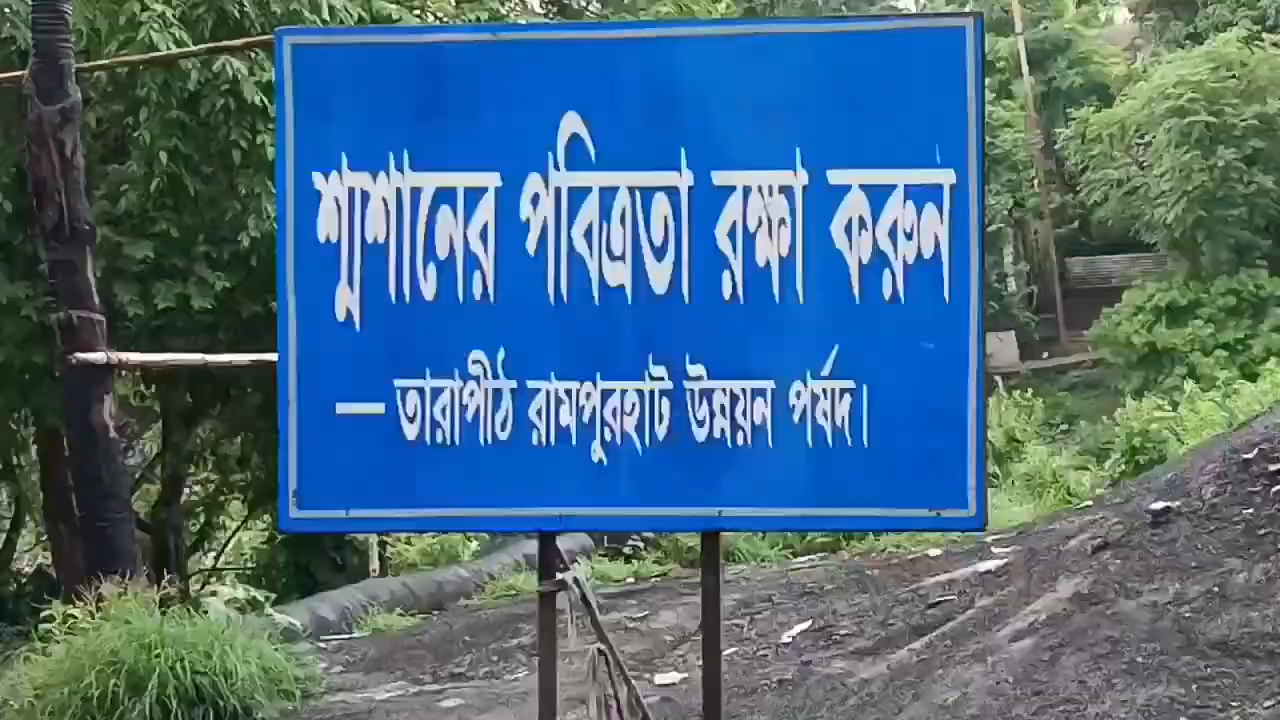 শ্মশানের পবিত্রতা রক্ষা করুন
— তারাপীঠ রামপুরহাট উন্নয়ন পর্ষদ।